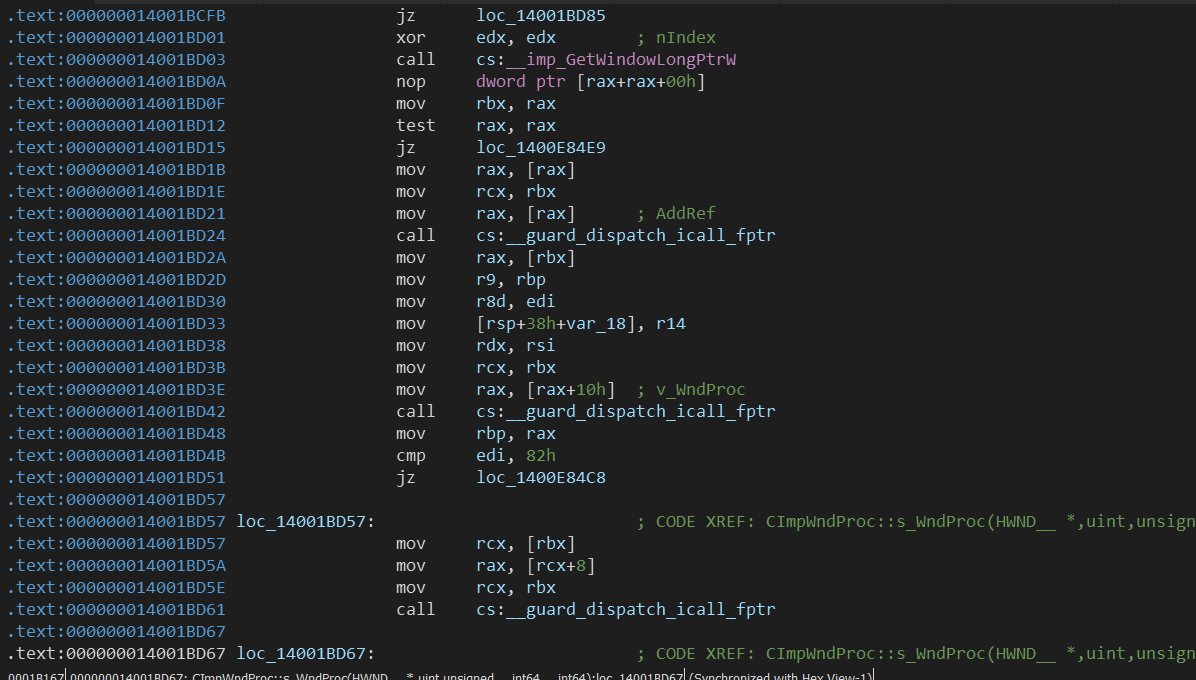 .text:000000014001BCFB jz loc_14001BD85
.text:000000014001BD01 xor edx, edx ; nIndex
.text:000000014001BD03 call cs:__imp_GetWindowLongPtrW
.text:000000014001BD0A nop dword ptr [rax+rax+00h]
.text:000000014001BD0F mov rbx, rax
.text:000000014001BD12 test rax, rax
.text:000000014001BD15 jz loc_1400E84E9
.text:000000014001BD1B mov rax, [rax]
.text:000000014001BD1E mov rcx, rbx
.text:000000014001BD21 mov rax, [rax] ; AddRef
.text:000000014001BD24 call cs:__guard_dispatch_icall_fptr
.text:000000014001BD2A mov rax, [rbx]
.text:000000014001BD2D mov r9, rbp
.text:000000014001BD30 mov r8d, edi
.text:000000014001BD33 mov [rsp+38h+var_18], r14
.text:000000014001BD38 mov rdx, rsi
.text:000000014001BD3B mov rcx, rbx
.text:000000014001BD3E mov rax, [rax+10h] ; v_WndProc
.text:000000014001BD42 call cs:__guard_dispatch_icall_fptr
.text:000000014001BD48 mov rbp, rax
.text:000000014001BD4B cmp edi, 82h
.text:000000014001BD51 jz loc_1400E84C8
.text:000000014001BD57
.text:000000014001BD57 loc_14001BD57: ; CODE XREF: CImpWndProc::s_WndProc(HWND__ *,uint,unsign
.text:000000014001BD57 mov rcx, [rbx]
.text:000000014001BD5A mov rax, [rcx+8]
.text:000000014001BD5E mov rcx, rbx
.text:000000014001BD61 call cs:__guard_dispatch_icall_fptr
.text:000000014001BD67
.text:000000014001BD67 loc_14001BD67: ; CODE XREF: CImpWndProc::s_WndProc(HWND__ *,uint,unsign
0001B167 000000014001BD67: CImpWndProc::s_WndProc(HWND__ *,uint,unsigned __int64,__int64):loc_14001BD67 (Synchronized with Hex View-1)